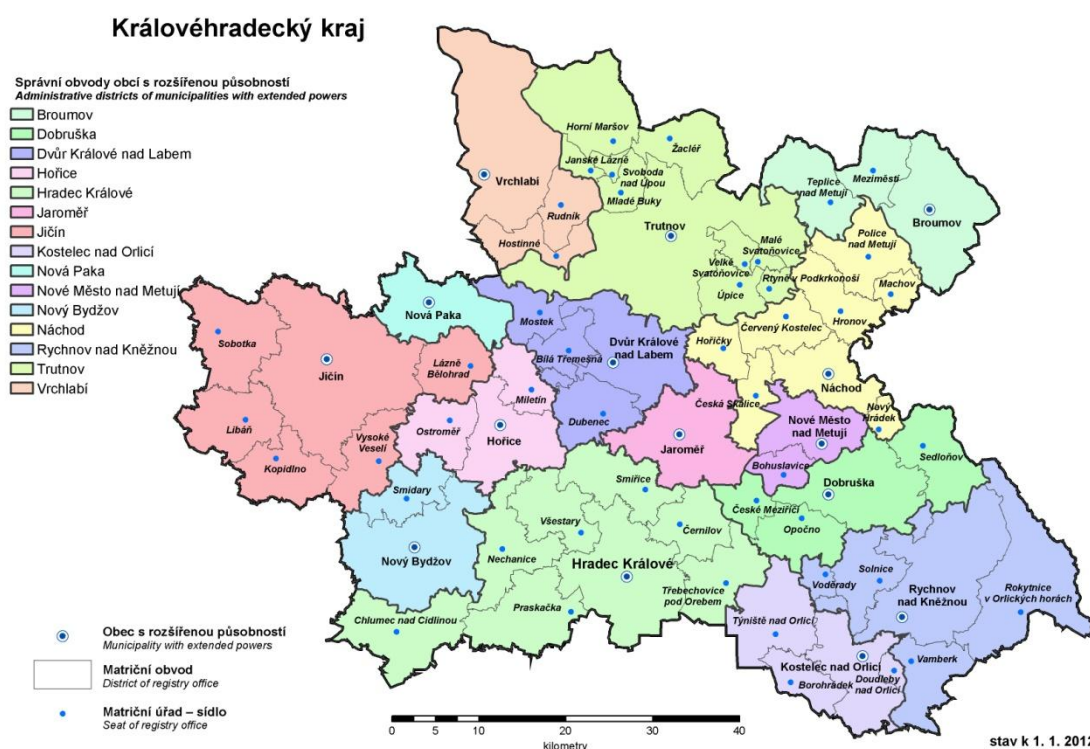 Královéhradecký kraj
Správní obvody obcí s rozšířenou působností
Administrative districts of municipalities with extended powers
Broumov
Dobruška
Dvůr Králové nad Labem
Hořice
Hradec Králové
Jaroměř
Jičín
Kostelec nad Orlicí
Nová Paka
Nové Město nad Metují
Nový Bydžov
Náchod
Rychnov nad Kněžnou
Trutnov
Vrchlabí
Horní Maršov
Žacléř
Janské Lázně
Svoboda
nad Úpou
Mladé Buky
Vrchlabí
Rudník
Hostinné
Trutnov
Malé
Svatoňovice
Velké
Svatoňovice
Rtyně v Podkrkonoší
Úpice
Teplice
nad Metují
Meziměstí
Broumov
Police
nad Metují
Machov
Hronov
Červený Kostelec
Hořičky
Náchod
Česká Skalice
Nový
Hrádek
Nová Paka
Mostek
Bílá Třemešná
Dvůr Králové
nad Labem
Dubenec
Sobotka
Jičín
Lázně
Bělohrad
Libáň
Kopidlno
Vysoké
Veselí
Miletín
Ostroměř
Hořice
Jaroměř
Nové Město
nad Metují
Bohuslavice
Sedloňov
Dobruška
České Meziříčí
Opočno
Smidary
Nový Bydžov
Smiřice
Všestary
Černilov
Nechanice
Hradec Králové
Praskačka
Třebechovice
pod Orebem
Chlumec nad Cidlinou
Voděrady
Solnice
Rychnov
nad Kněžnou
Rokytnice
v Orlických horách
Týniště nad Orlicí
Kostelec nad Orlicí
Vamberk
Doudleby
nad Orlicí
Borohrádek
Obec s rozšířenou působností
Municipality with extended powers
Matriční obvod
District of registry office
Matriční úřad – sídlo
Seat of registry office
0 5 10 20 30 40
kilometry
stav k 1. 1. 2012